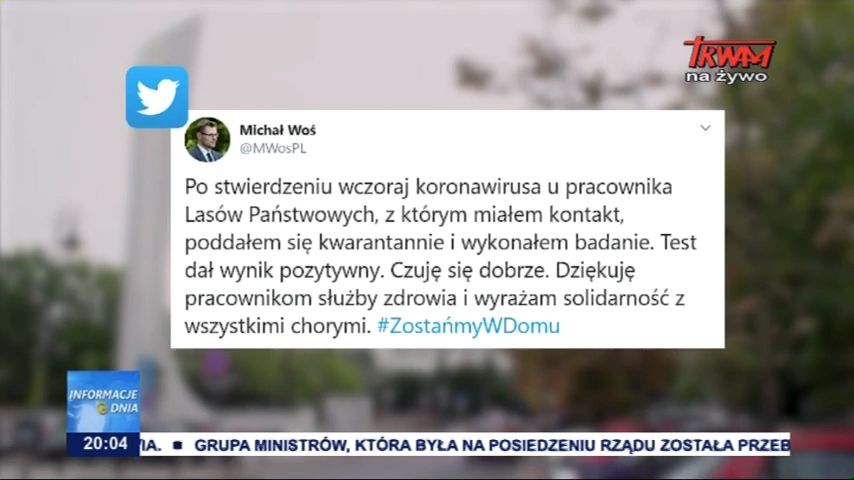 TRWAM
na żywo
Michał Woś
@MWosPL
Po stwierdzeniu wczoraj koronawirusa u pracownika
Lasów Państwowych, z którym miałem kontakt,
poddałem się kwarantannie i wykonałem badanie. Test
dał wynik pozytywny. Czuję się dobrze. Dziękuję
pracownikom służby zdrowia i wyrażam solidarność z
wszystkimi chorymi. #ZostańmyWDomu
INFORMACJE
DNIA
20:04 IA. ■ GRUPA MINISTRÓW, KTÓRA BYŁA NA POSIEDZENIU RZĄDU ZOSTAŁA PRZEB